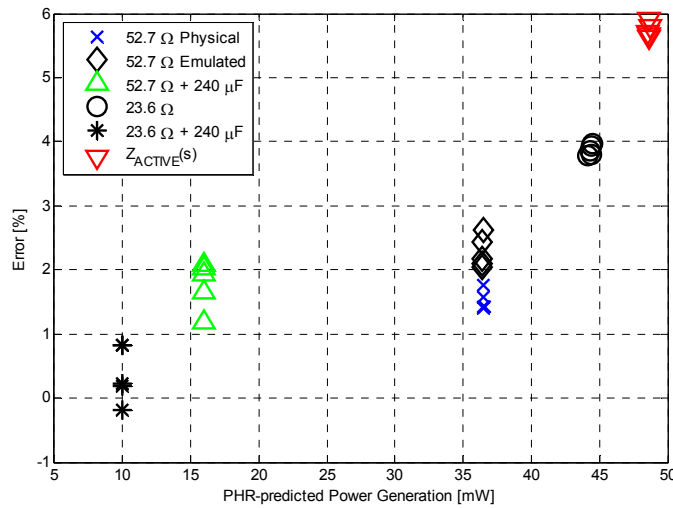 6
5
4
3
2
1
0
-1
Error [%]
52.7 Ω Physical
52.7 Ω Emulated
52.7 Ω + 240 μF
23.6 Ω
23.6 Ω + 240 μF
Z_ACTIVE(s)
5 10 15 20 25 30 35 40 45 50
PHR-predicted Power Generation [mW]